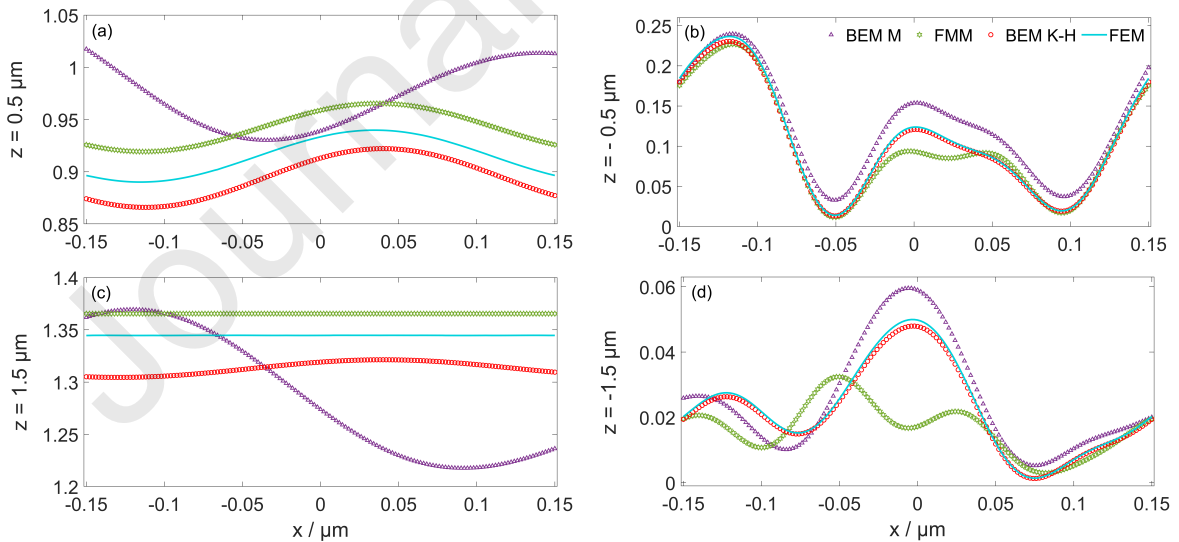 1.05
1
0.95
0.9
0.85
z = 0.5 µm
(a)
-0.15 -0.1 -0.05 0 0.05 0.1 0.15
0.25
0.20
0.15
0.10
0.05
0
z = - 0.5 µm
(b)
BEM M FMM BEM K-H FEM
-0.15 -0.1 -0.05 0 0.05 0.1 0.15
1.4
1.35
1.3
1.25
1.2
z = 1.5 µm
(c)
-0.15 -0.1 -0.05 0 0.05 0.1 0.15
x / µm
0.06
0.04
0.02
0
z = -1.5 µm
(d)
-0.15 -0.1 -0.05 0 0.05 0.1 0.15
x / µm
Journa